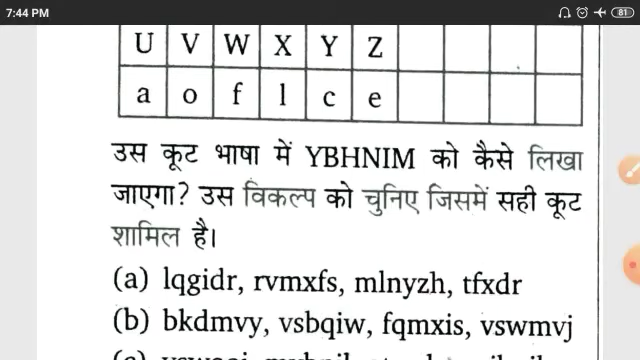 7:44 PM 81
U V W X Y Z
a o f l c e
उस कूट भाषा में YBHNIM को कैसे लिखा
जाएगा? उस विकल्प को चुनिए जिसमें सही कूट
शामिल है।
(a) lqgidr, rvmxfs, mlnyzh, tfxdr
(b) bkdmvy, vsbqiw, fqmxis, vswmvj